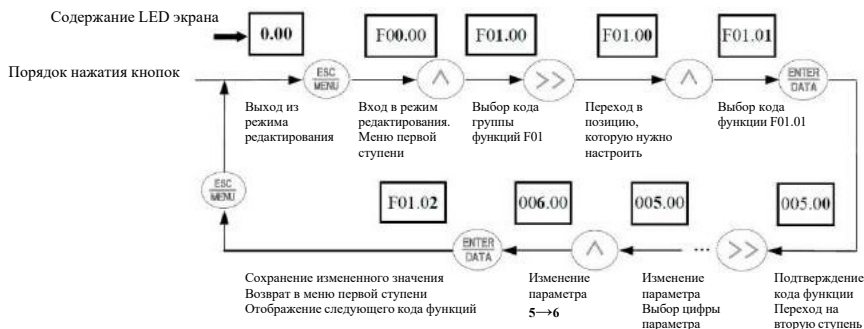 Содержание LED экрана
0.00
F00.00
F01.00
F01.00
F01.01
Порядок нажатия кнопок
ESC
MENU
>>
ENTER
DATA
Выход из
режима
редактирования
Вход в режим
редактирования.
Меню первой
ступени
Выбор кода
группы
функций F01
Переход в
позицию,
которую нужно
настроить
Выбор кода
функции F01.01
ESC
MENU
F01.02
006.00
005.00
005.00
ENTER
DATA
...
>>
Сохранение измененного значения
Возврат в меню первой ступени
Отображение следующего кода функций
Изменение
параметра
5→6
Изменение
параметра
Выбор цифры
параметра
Подтверждение
кода функции
Переход на
вторую ступень